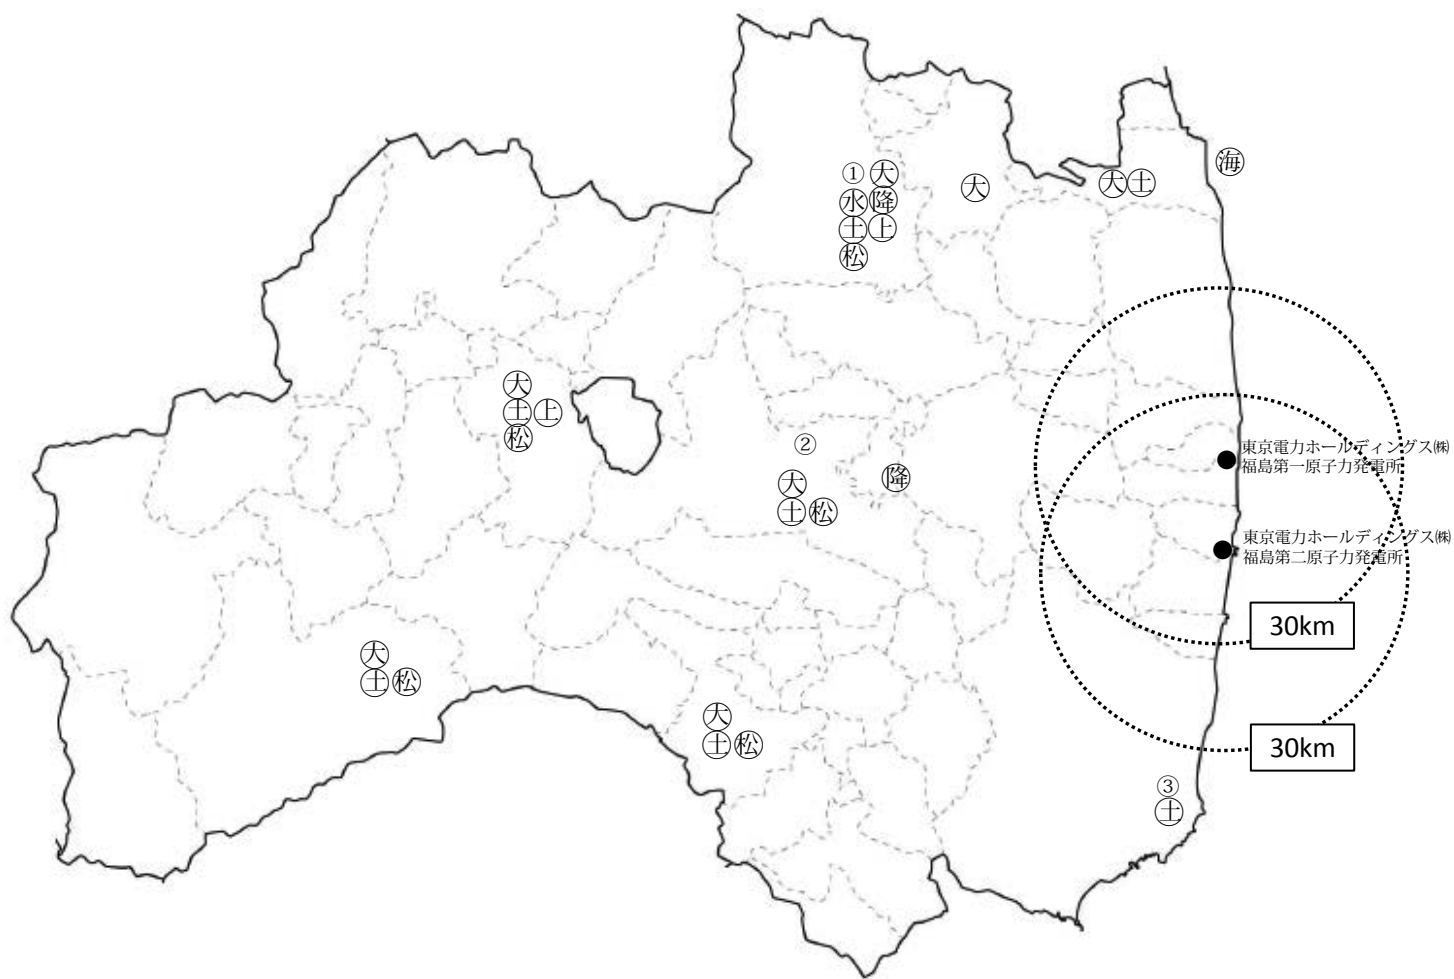 海
①大
水降
土上
松
大
大土
大
土上
松
②
大
土松
降
東京電力ホールディングス㈱
福島第一原子力発電所
東京電力ホールディングス㈱
福島第二原子力発電所
30km
大
土松
大
土松
30km
③
土